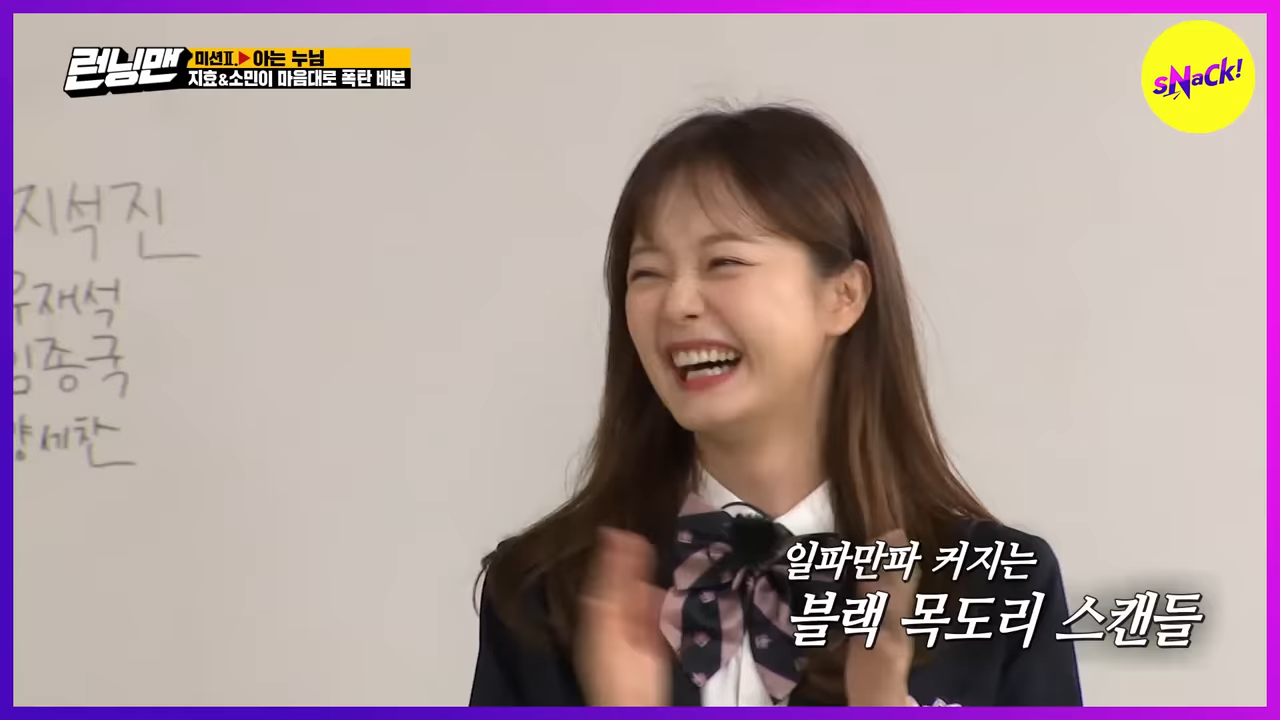 런닝맨
미션Ⅱ.▶아는 누님
지효&소민이 마음대로 폭탄 배분
sNaCk!
지석진
유재석
김종국
양세찬
일파만파 커지는
블랙 목도리 스캔들